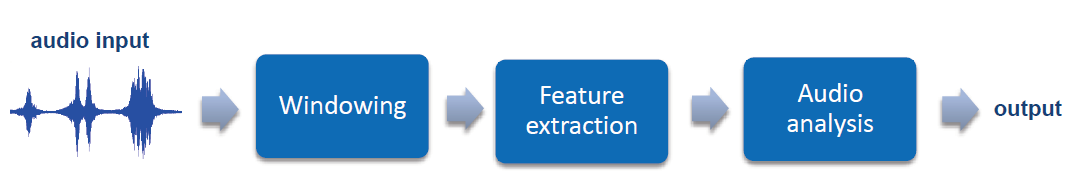 audio input
Windowing
Feature
extraction
Audio
analysis
output